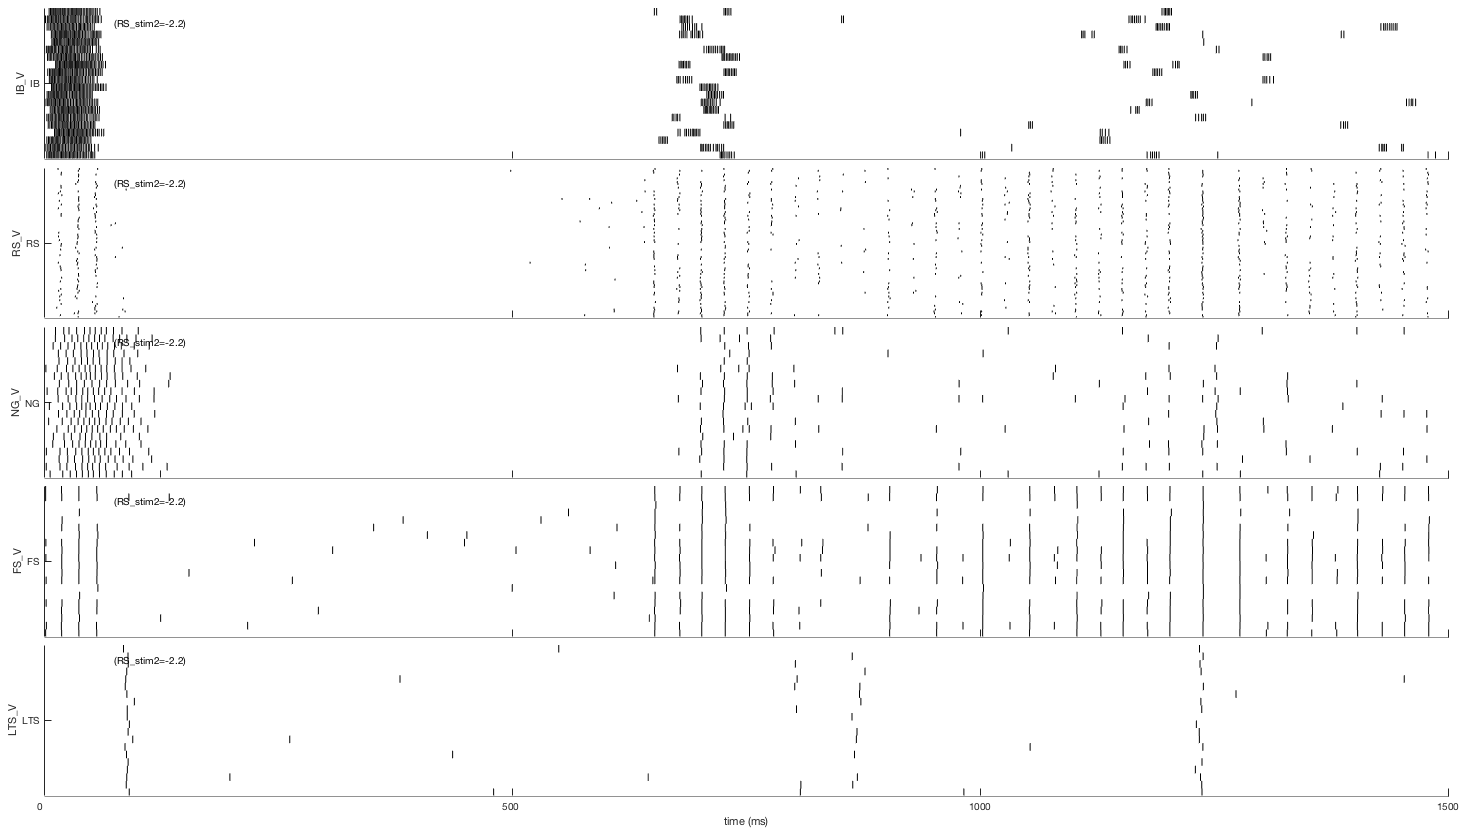 (RS_stim2=-2.2)
IB_V
IB
(RS_stim2=-2.2)
RS_V
RS
(RS_stim2=-2.2)
NG_V
NG
(RS_stim2=-2.2)
FS_V
FS
(RS_stim2=-2.2)
LTS_V
LTS
0 500 1000 1500
time (ms)